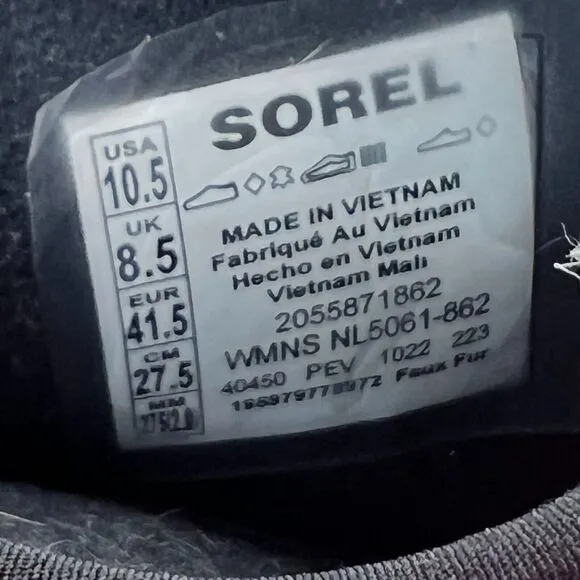 SOREL
USA
10.5
UK
8.5
EUR
41.5
CM
27.5
MADE IN VIETNAM
Fabriqué Au Vietnam
Hecho en Vietnam
Vietnam Malı
2055871862
WMNS NL5061-862
40450 PEV 1022 223
Faux Fur